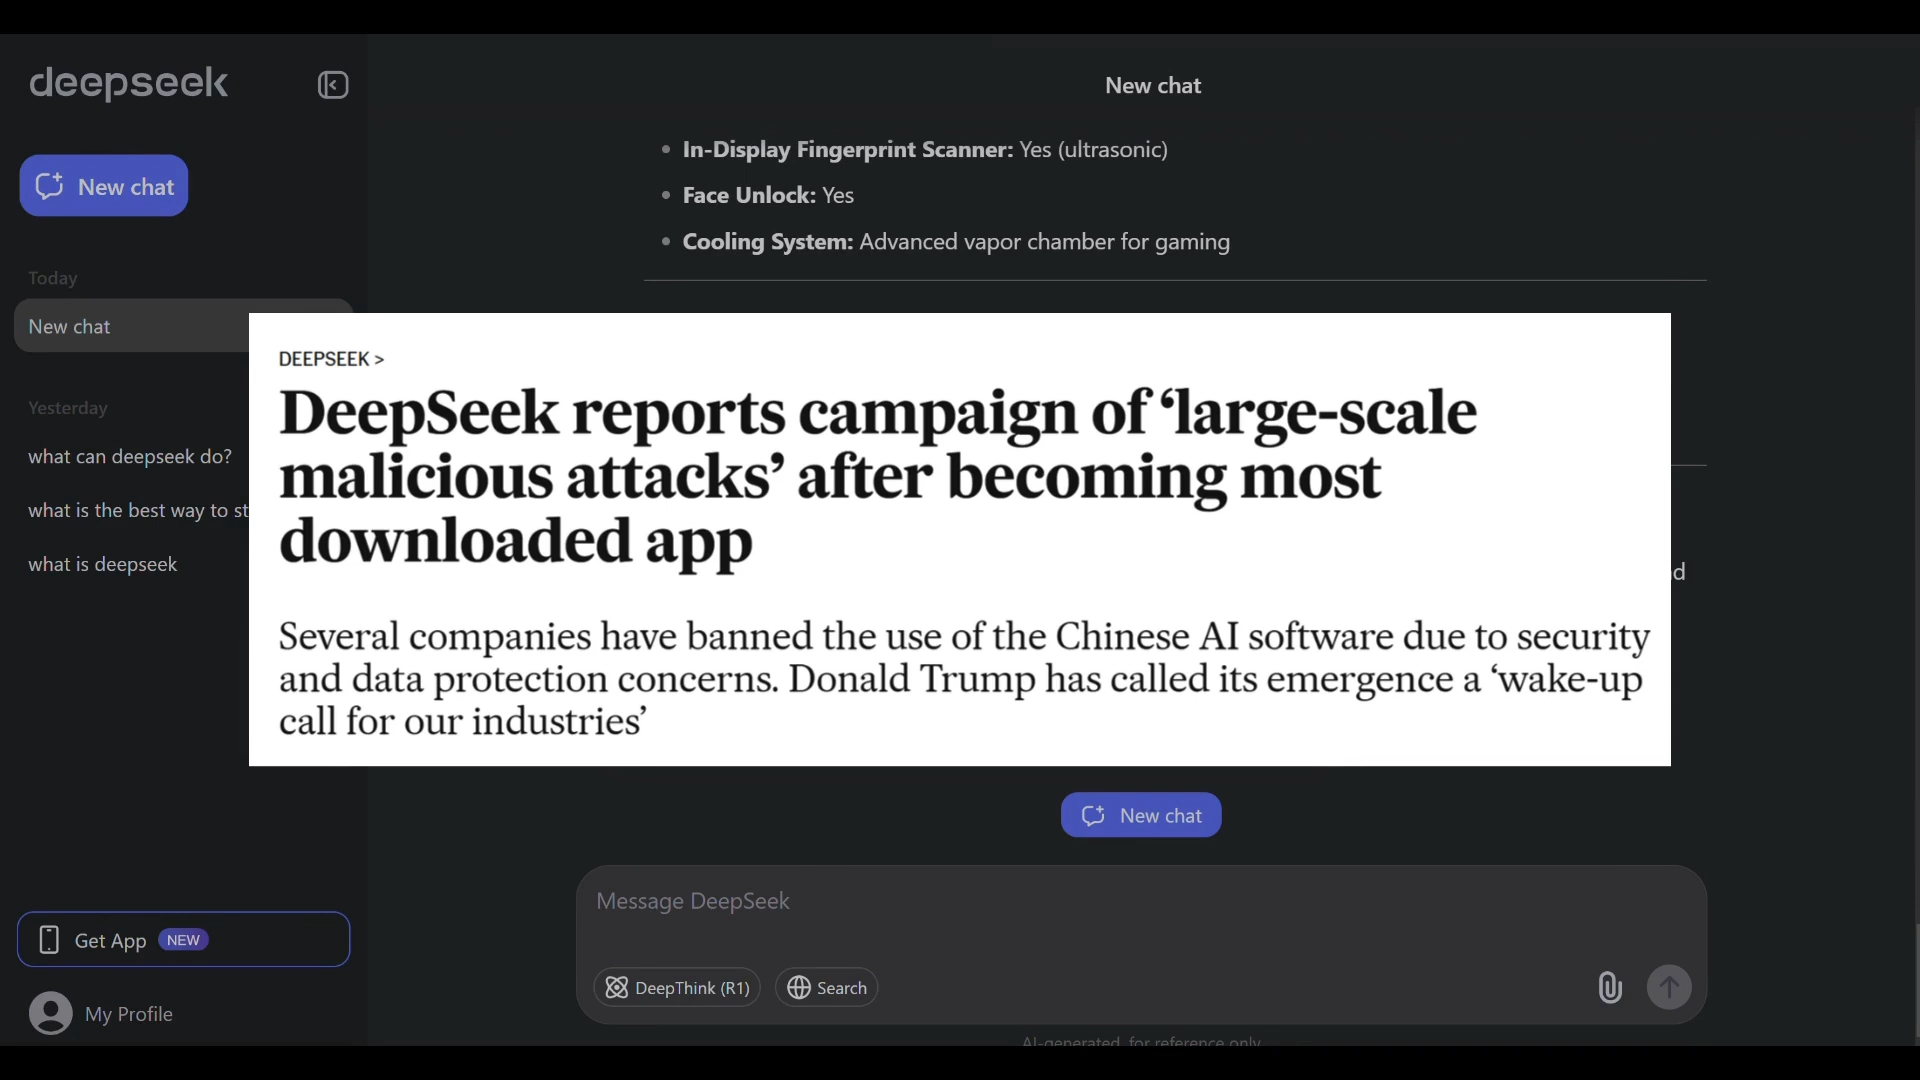 deepseek
New chat
New chat
Today
New chat
Yesterday
what can deepseek do?
what is the best way to st
what is deepseek
Get App NEW
My Profile
In-Display Fingerprint Scanner: Yes (ultrasonic)
Face Unlock: Yes
Cooling System: Advanced vapor chamber for gaming
DEEPSEEK >
DeepSeek reports campaign of ‘large-scale
malicious attacks’ after becoming most
downloaded app
Several companies have banned the use of the Chinese AI software due to security
and data protection concerns. Donald Trump has called its emergence a ‘wake-up
call for our industries’
New chat
Message DeepSeek
DeepThink (R1) Search
AI-generated, for reference only